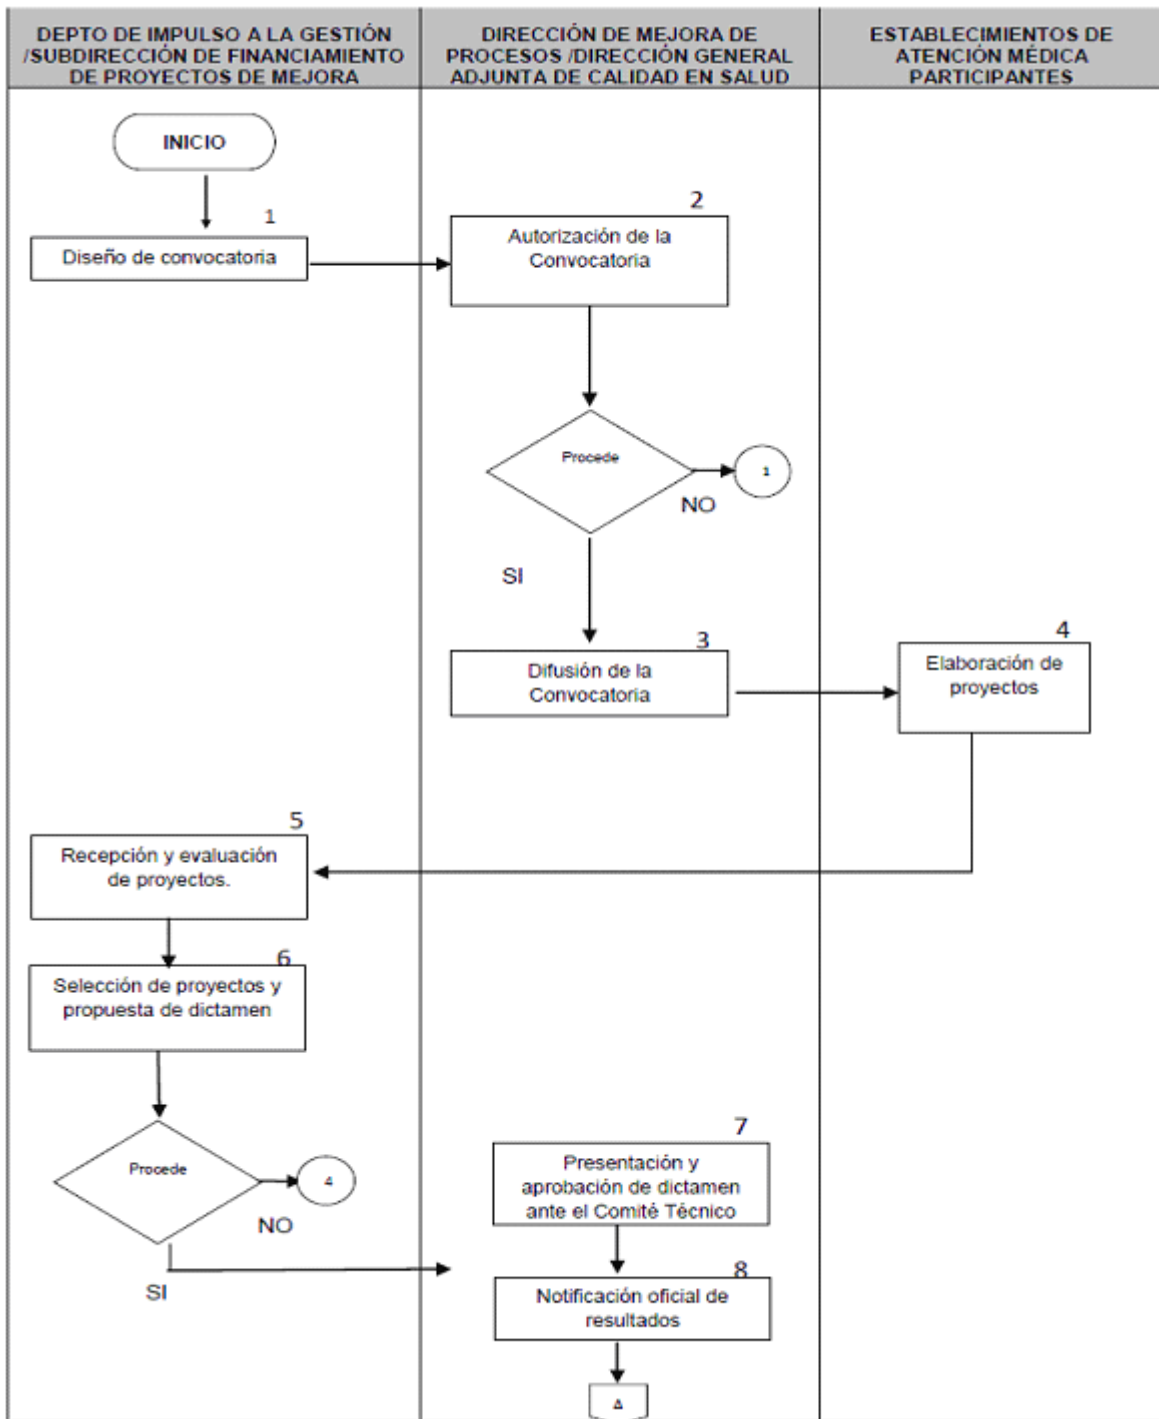 DEPTO DE IMPULSO A LA GESTIÓN
/SUBDIRECCIÓN DE FINANCIAMIENTO
DE PROYECTOS DE MEJORA
DIRECCIÓN DE MEJORA DE
PROCESOS /DIRECCIÓN GENERAL
ADJUNTA DE CALIDAD EN SALUD
ESTABLECIMIENTOS DE
ATENCIÓN MÉDICA
PARTICIPANTES
INICIO
1
Diseño de convocatoria
2
Autorización de la
Convocatoria
Procede
1
NO
SI
3
Difusión de la
Convocatoria
4
Elaboración de
proyectos
5
Recepción y evaluación
de proyectos.
6
Selección de proyectos y
propuesta de dictamen
Procede
4
NO
SI
7
Presentación y
aprobación de dictamen
ante el Comité Técnico
8
Notificación oficial de
resultados
A